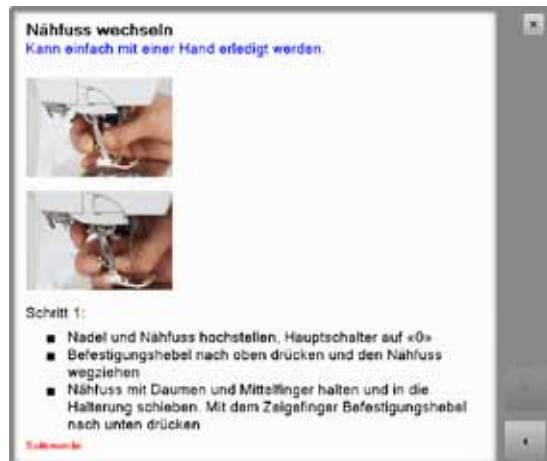 Nähfuss wechseln
Kann einfach mit einer Hand erledigt werden.
Schritt 1:
■ Nadel und Nähfuss hochstellen, Hauptschalter auf «0»
■ Befestigungshebel nach oben drücken und den Nähfuss
wegziehen
■ Nähfuss mit Daumen und Mittelfinger halten und in die
Halterung schieben. Mit dem Zeigefinger Befestigungshebel
nach unten drücken